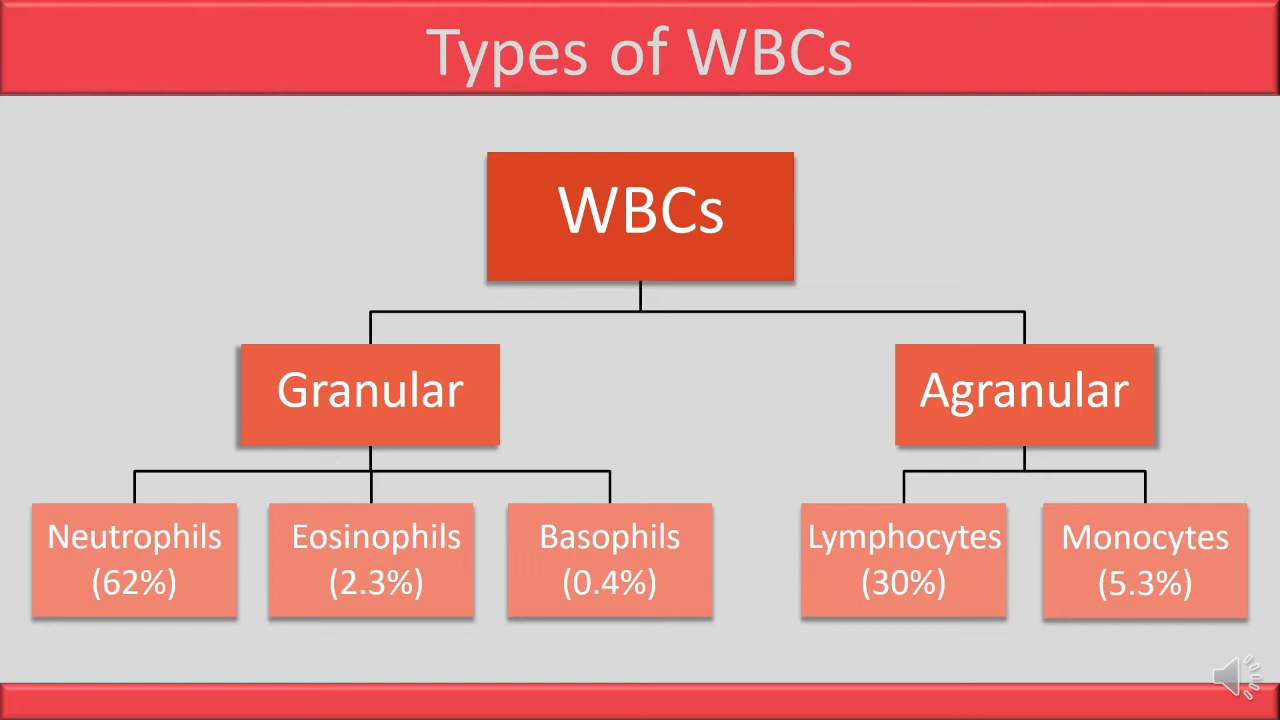 Types of WBCs
WBCs
Granular
Agranular
Neutrophils
(62%)
Eosinophils
(2.3%)
Basophils
(0.4%)
Lymphocytes
(30%)
Monocytes
(5.3%)